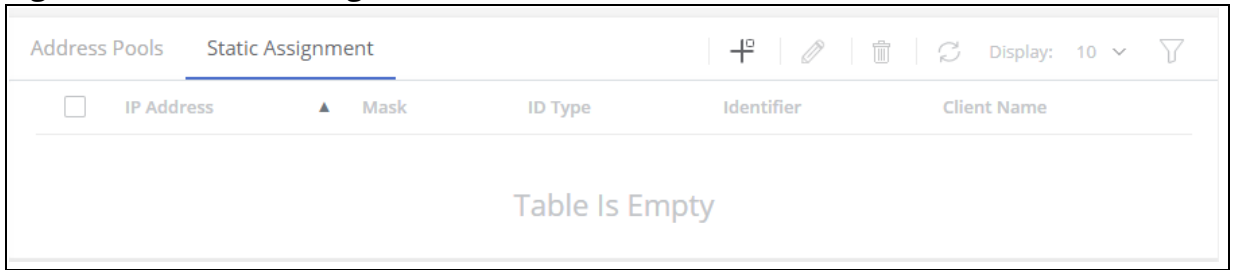 Address Pools Static Assignment Display: 10
IP Address Mask ID Type Identifier Client Name
Table Is Empty